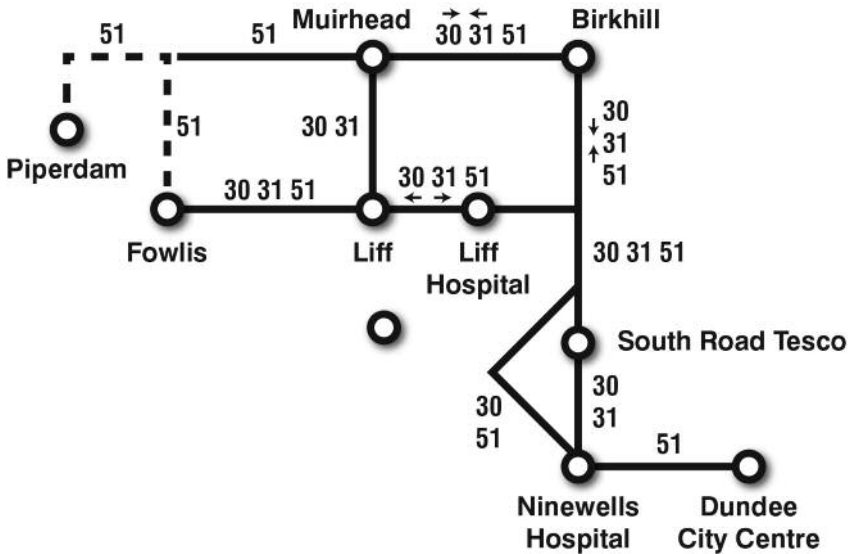 51
51
Muirhead
30 31 51
Birkhill
51
30 31
30
31
51
Piperdam
30 31 51
30 31 51
Fowlis
Liff
Liff
Hospital
30 31 51
South Road Tesco
30
51
30
31
51
Ninewells
Hospital
Dundee
City Centre